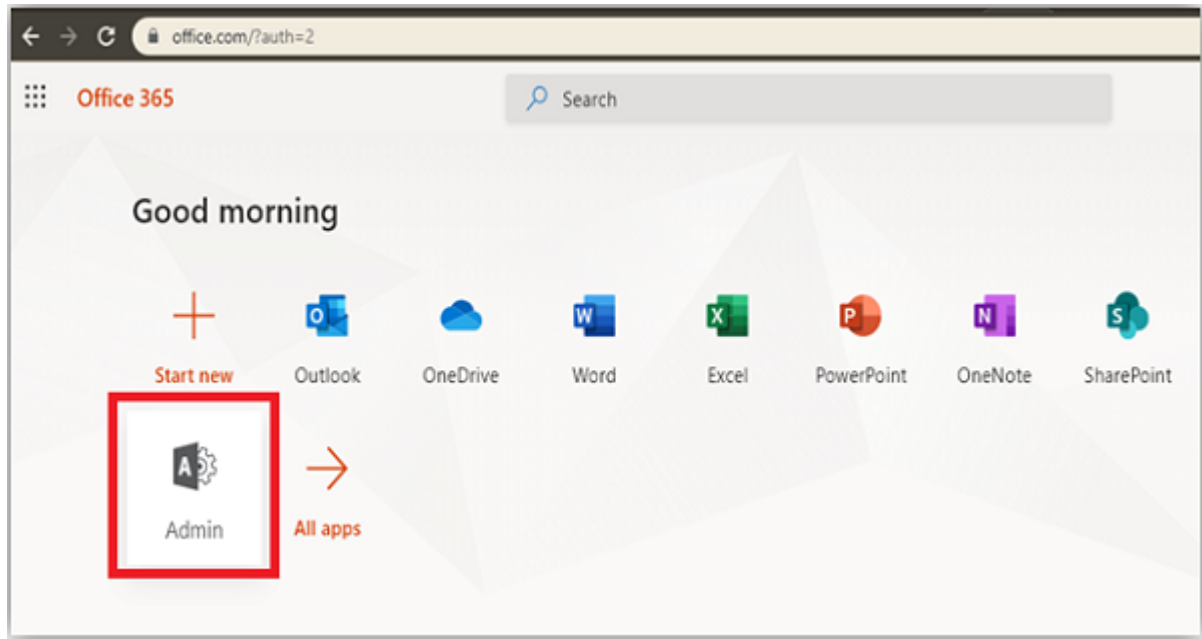 office.com/?auth=2
Office 365
Search
Good morning
Start new
Outlook
OneDrive
Word
Excel
PowerPoint
OneNote
SharePoint
Admin
All apps